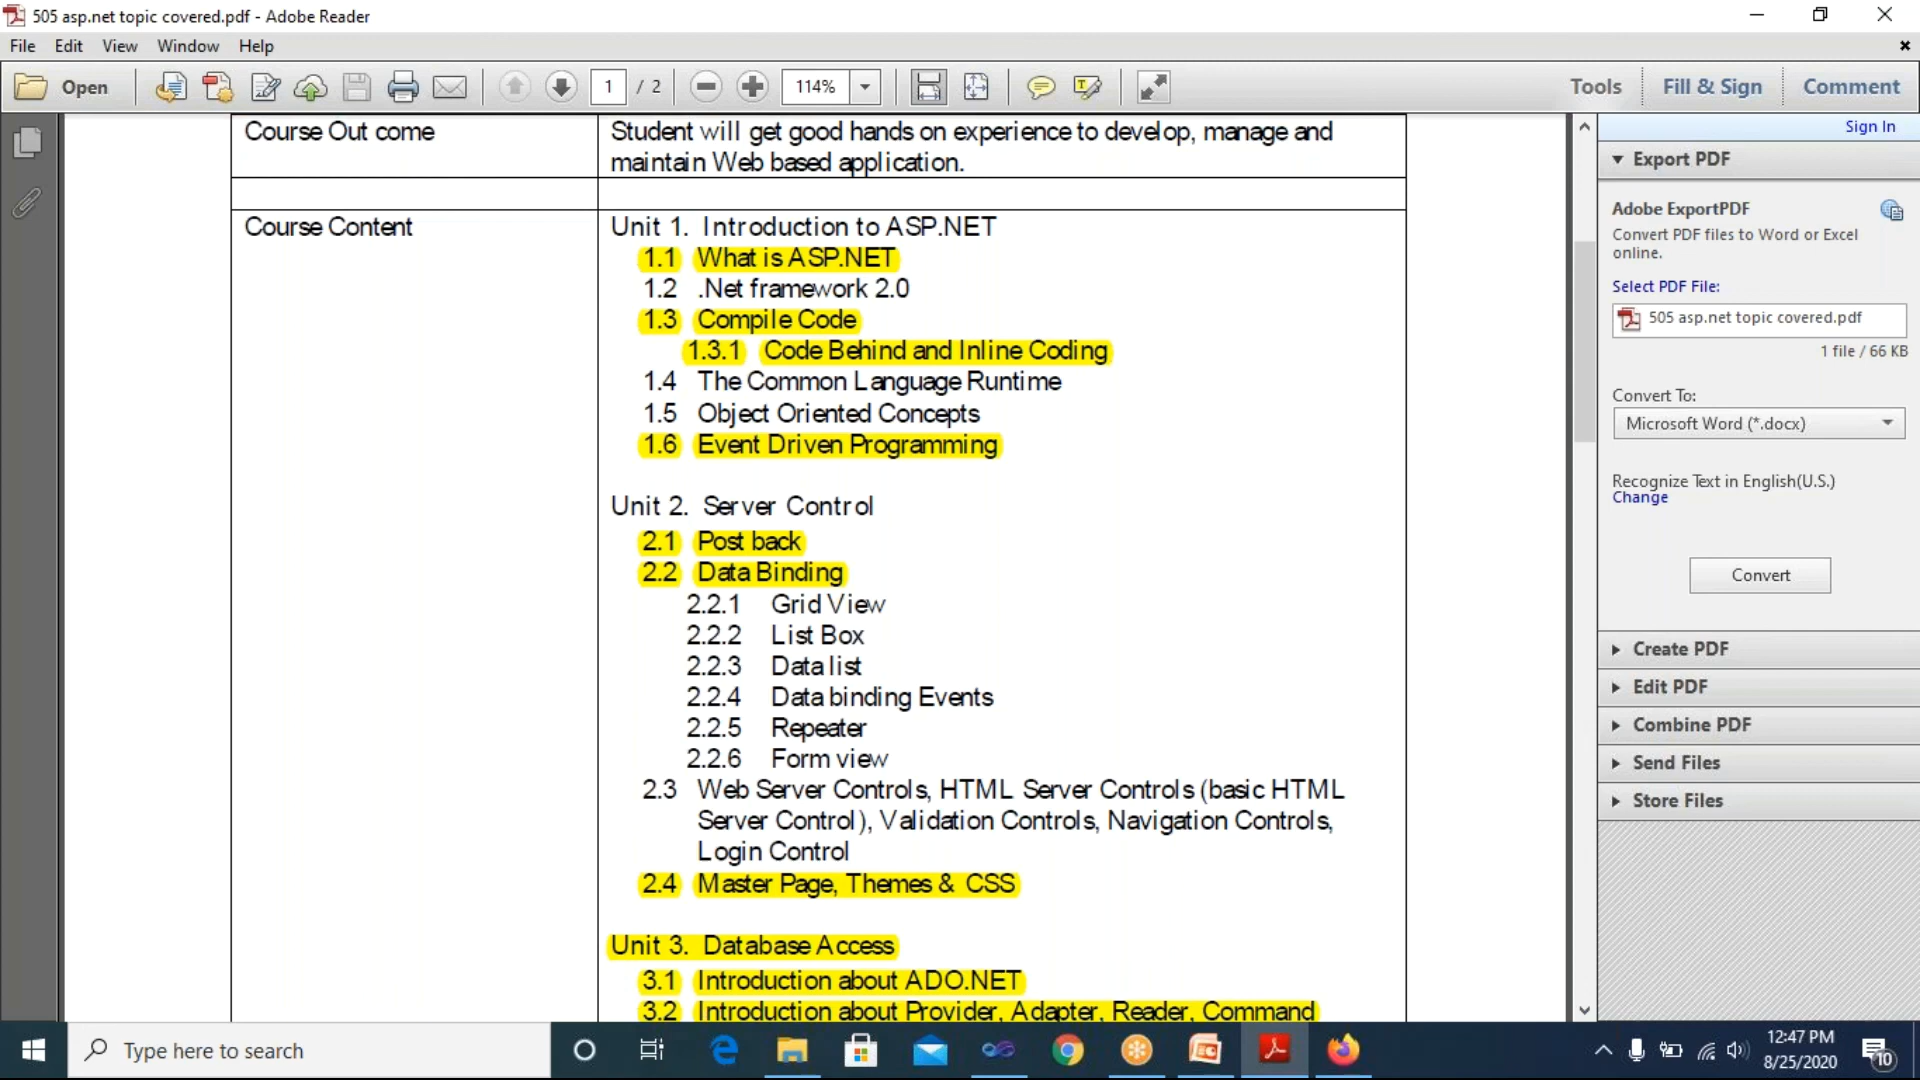 505 asp.net topic covered.pdf - Adobe Reader
File Edit View Window Help
Open 1 / 2 114% Tools Fill & Sign Comment
Course Out come
Student will get good hands on experience to develop, manage and
maintain Web based application.
Course Content
Unit 1. Introduction to ASP.NET
1.1 What is ASP.NET
1.2 .Net framework 2.0
1.3 Compile Code
1.3.1 Code Behind and Inline Coding
1.4 The Common Language Runtime
1.5 Object Oriented Concepts
1.6 Event Driven Programming
Unit 2. Server Control
2.1 Post back
2.2 Data Binding
2.2.1 Grid View
2.2.2 List Box
2.2.3 Data list
2.2.4 Data binding Events
2.2.5 Repeater
2.2.6 Form view
2.3 Web Server Controls, HTML Server Controls (basic HTML
Server Control), Validation Controls, Navigation Controls,
Login Control
2.4 Master Page, Themes & CSS
Unit 3. Database Access
3.1 Introduction about ADO.NET
3.2 Introduction about Provider, Adapter, Reader, Command
Sign In
Export PDF
Adobe ExportPDF
Convert PDF files to Word or Excel
online.
Select PDF File:
505 asp.net topic covered.pdf
1 file / 66 KB
Convert To:
Microsoft Word (*.docx)
Recognize Text in English(U.S.)
Change
Convert
Create PDF
Edit PDF
Combine PDF
Send Files
Store Files
Type here to search
12:47 PM
8/25/2020
10